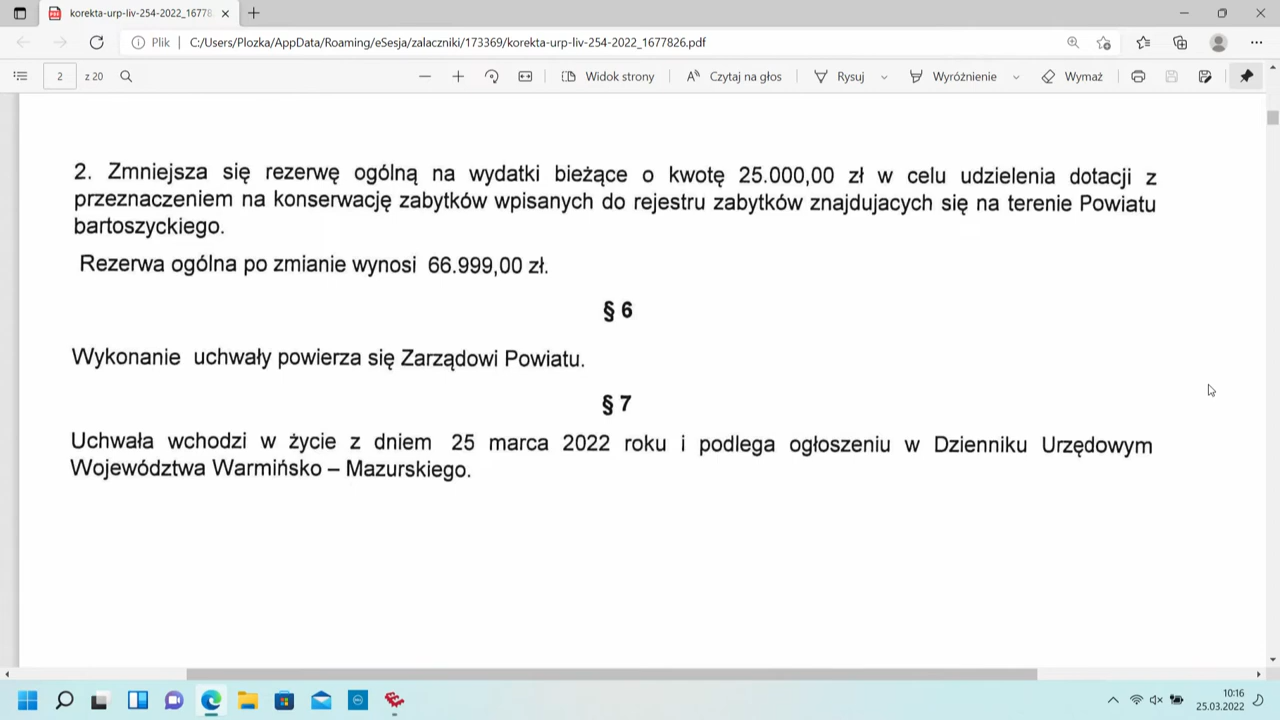 korekta-urp-liv-254-2022_16778
Plik | C:/Users/Plozka/AppData/Roaming/eSesja/zalaczniki/173369/korekta-urp-liv-254-2022_1677826.pdf
2 z 20 Widok strony Czytaj na głos Rysuj Wyróżnienie Wymaż
2. Zmniejsza się rezerwę ogólną na wydatki bieżące o kwotę 25.000,00 zł w celu udzielenia dotacji z
przeznaczeniem na konserwację zabytków wpisanych do rejestru zabytków znajdujacych się na terenie Powiatu
bartoszyckiego.
Rezerwa ogólna po zmianie wynosi 66.999,00 zł.
§ 6
Wykonanie uchwały powierza się Zarządowi Powiatu.
§ 7
Uchwała wchodzi w życie z dniem 25 marca 2022 roku i podlega ogłoszeniu w Dzienniku Urzędowym
Województwa Warmińsko – Mazurskiego.
10:16
25.03.2022